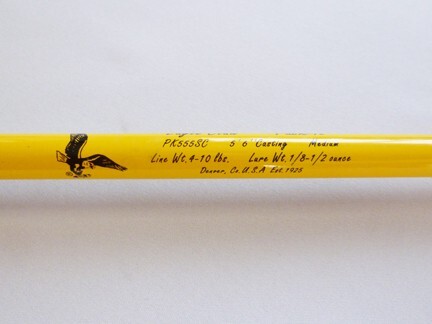 PK555SC 5'6 Casting Medium
Line Wt. 4-10 lbs. Lure Wt. 1/8-1/2 ounce
Denver, Co. U.S.A Est. 1925